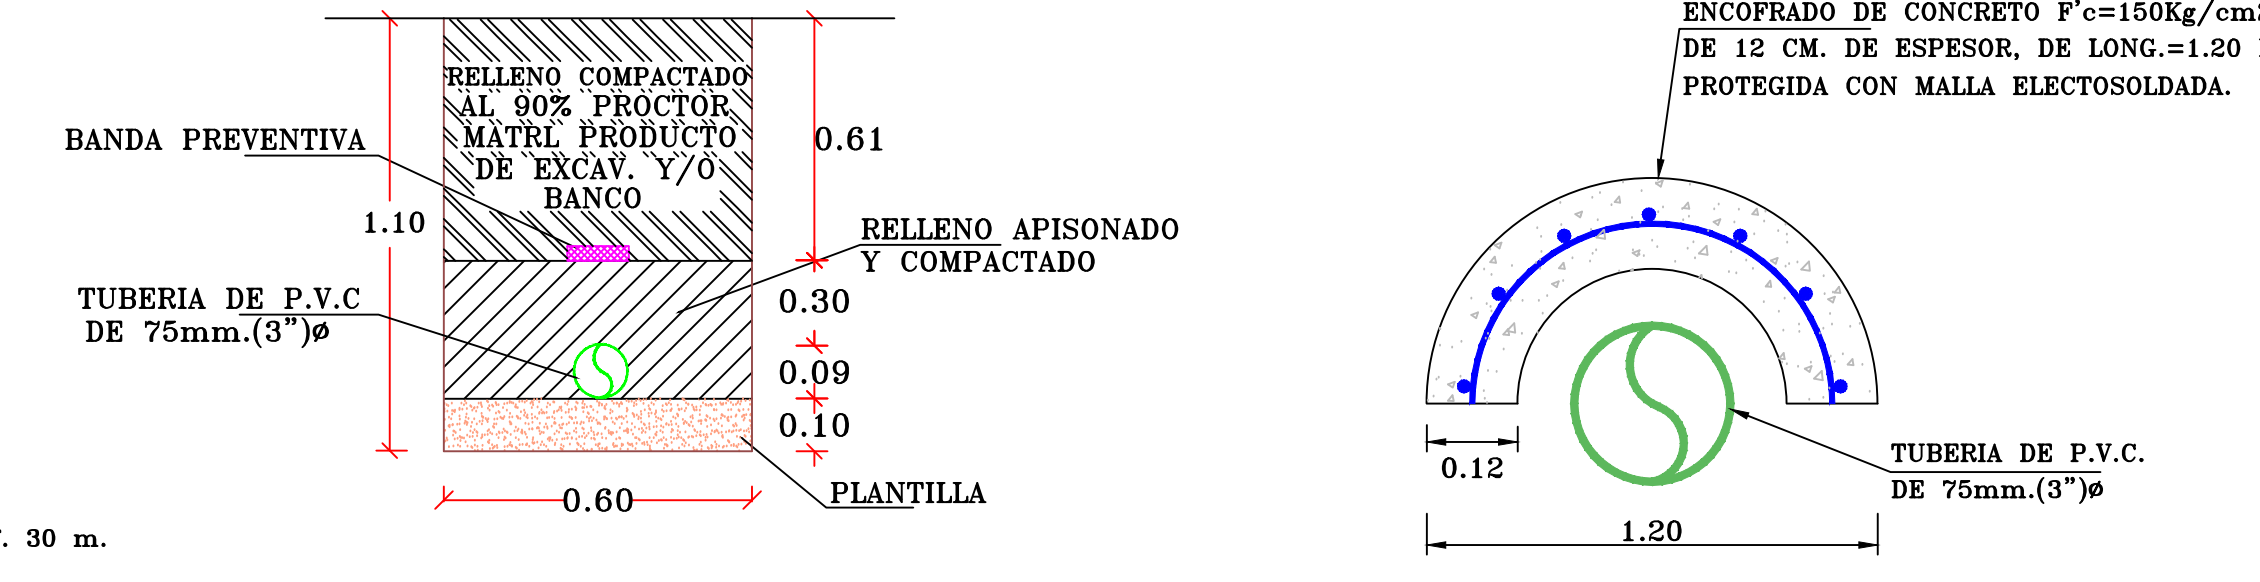 RELLENO COMPACTADO
AL 90% PROCTOR
MATRL PRODUCTO
DE EXCAV. Y/O
BANCO
BANDA PREVENTIVA
0.61
1.10
RELLENO APISONADO
Y COMPACTADO
TUBERIA DE P.V.C
DE 75mm.(3")ø
0.30
0.09
0.10
PLANTILLA
0.60
30 m.
ENCOFRADO DE CONCRETO F'c=150Kg/cm2
DE 12 CM. DE ESPESOR, DE LONG.=1.20
PROTEGIDA CON MALLA ELECTOSOLDADA.
0.12
TUBERIA DE P.V.C.
DE 75mm.(3")ø
1.20